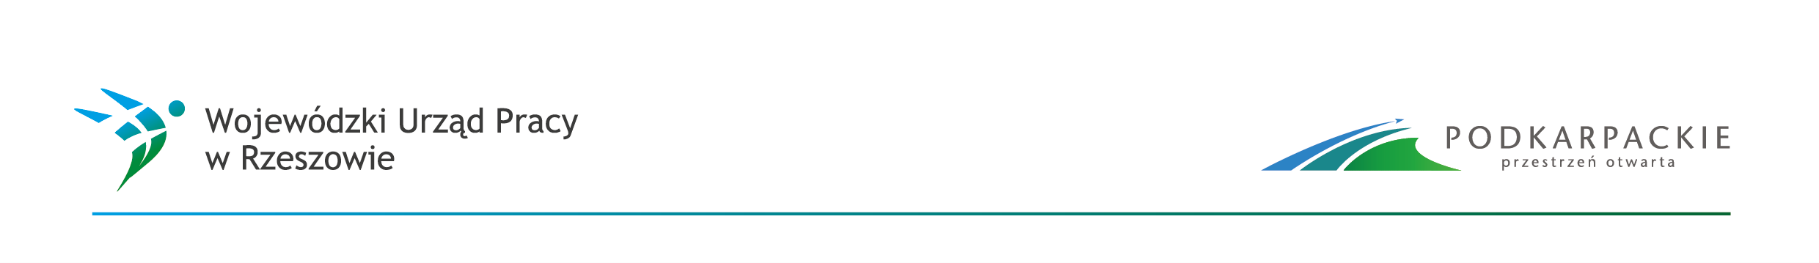 Wojewódzki Urząd Pracy
w Rzeszowie
PODKARPACKIE
przestrzeń otwarta